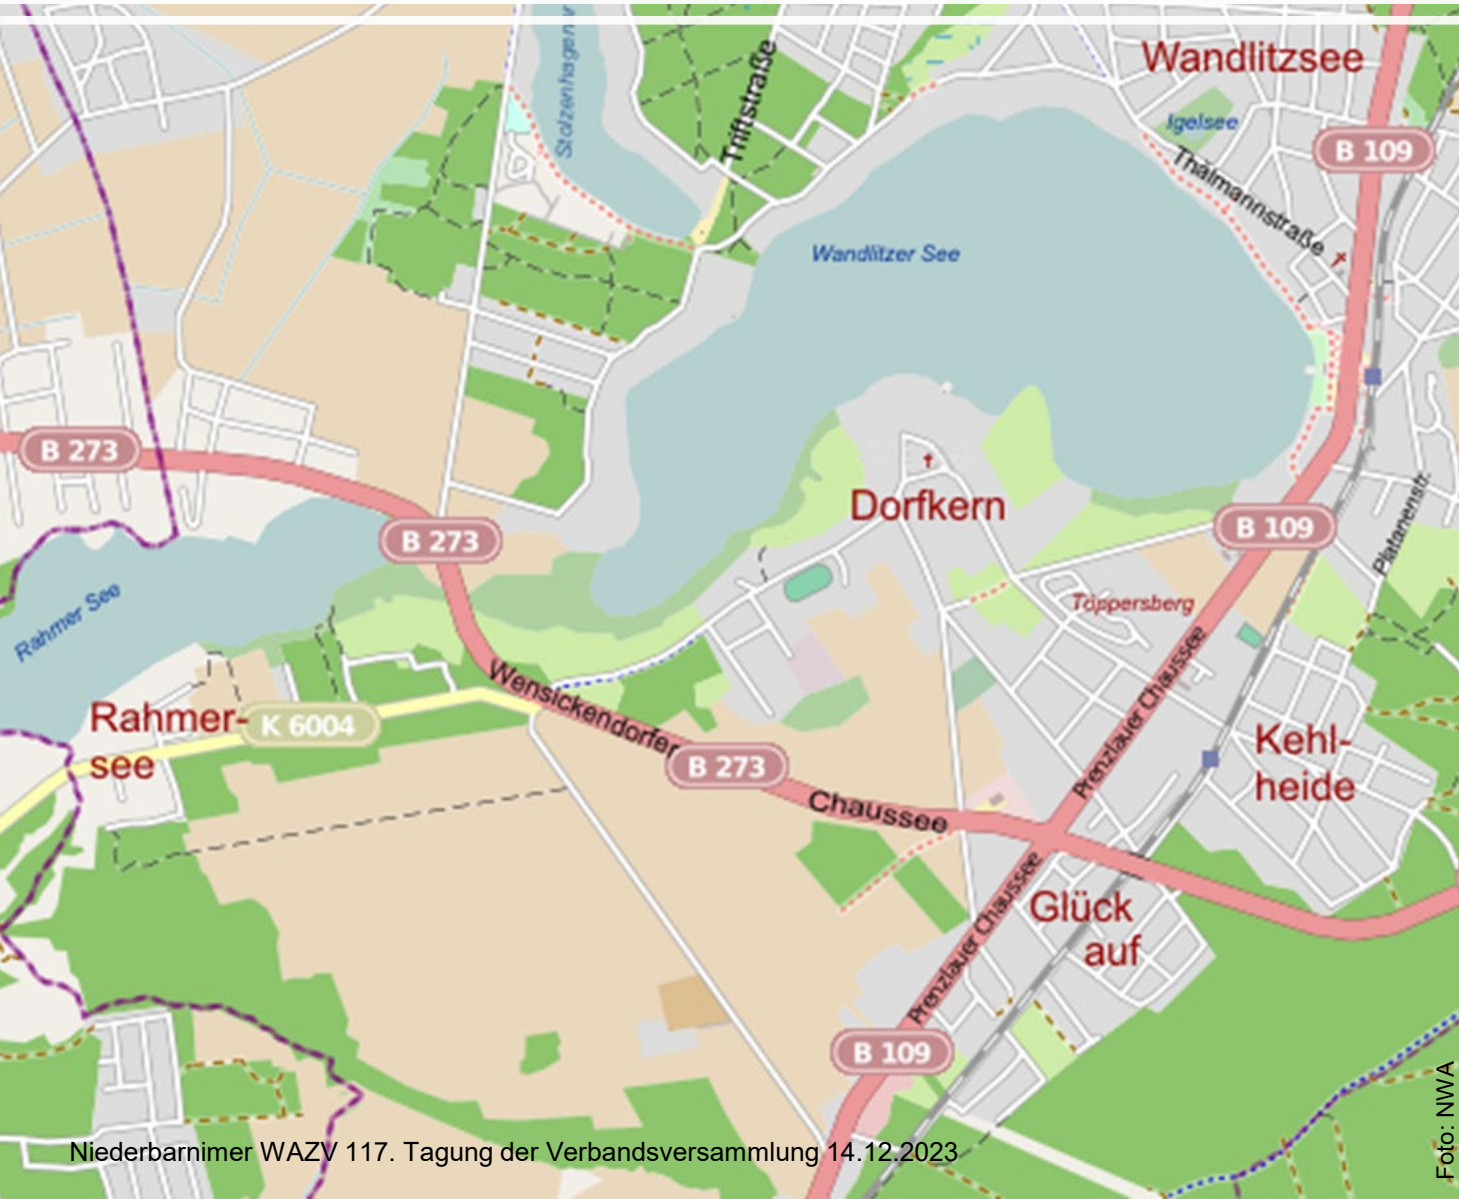 Stolzenhagen
Triftstraße
Wandlitzsee
Igelsee
B 109
Thälmannstraße
Wandlitzer See
B 273
B 273
Dorfkern
B 109
Platanenstr.
Rahmer See
Töppersberg
Wensickendorfer
Prenzlauer Chaussee
Rahmer-
see
K 6004
B 273
Kehl-
heide
Chaussee
Prenzlauer Chaussee
Glück
auf
B 109
Niederbarnimer WAZV 117. Tagung der Verbandsversammlung 14.12.2023
Foto: NWA